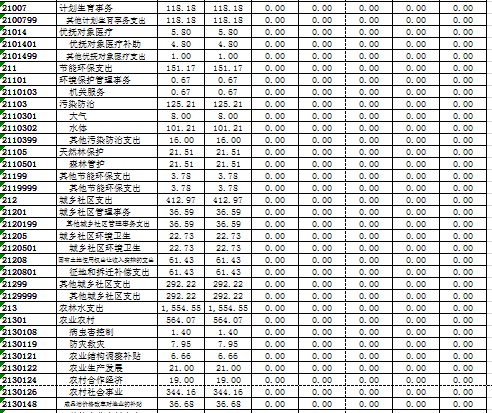 21007 计划生育事务 118.18 118.18 0.00 0.00 0.00 0.00 0.00
2100799 其他计划生育事务支出 118.18 118.18 0.00 0.00 0.00 0.00 0.00
21014 优抚对象医疗 5.80 5.80 0.00 0.00 0.00 0.00 0.00
2101401 优抚对象医疗补助 4.80 4.80 0.00 0.00 0.00 0.00 0.00
2101499 其他优抚对象医疗支出 1.00 1.00 0.00 0.00 0.00 0.00 0.00
211 节能环保支出 151.17 151.17 0.00 0.00 0.00 0.00 0.00
21101 环境保护管理事务 0.67 0.67 0.00 0.00 0.00 0.00 0.00
2110103 机关服务 0.67 0.67 0.00 0.00 0.00 0.00 0.00
21103 污染防治 125.21 125.21 0.00 0.00 0.00 0.00 0.00
2110301 大气 8.00 8.00 0.00 0.00 0.00 0.00 0.00
2110302 水体 101.21 101.21 0.00 0.00 0.00 0.00 0.00
2110399 其他污染防治支出 16.00 16.00 0.00 0.00 0.00 0.00 0.00
21105 天然林保护 21.51 21.51 0.00 0.00 0.00 0.00 0.00
2110501 森林管护 21.51 21.51 0.00 0.00 0.00 0.00 0.00
21199 其他节能环保支出 3.78 3.78 0.00 0.00 0.00 0.00 0.00
2119999 其他节能环保支出 3.78 3.78 0.00 0.00 0.00 0.00 0.00
212 城乡社区支出 412.97 412.97 0.00 0.00 0.00 0.00 0.00
21201 城乡社区管理事务 36.59 36.59 0.00 0.00 0.00 0.00 0.00
2120199 其他城乡社区管理事务支出 36.59 36.59 0.00 0.00 0.00 0.00 0.00
21205 城乡社区环境卫生 22.73 22.73 0.00 0.00 0.00 0.00 0.00
2120501 城乡社区环境卫生 22.73 22.73 0.00 0.00 0.00 0.00 0.00
21208 国有土地使用权出让收入安排的支出 61.43 61.43 0.00 0.00 0.00 0.00 0.00
2120801 征地和拆迁补偿支出 61.43 61.43 0.00 0.00 0.00 0.00 0.00
21299 其他城乡社区支出 292.22 292.22 0.00 0.00 0.00 0.00 0.00
2129999 其他城乡社区支出 292.22 292.22 0.00 0.00 0.00 0.00 0.00
213 农林水支出 1,554.55 1,554.55 0.00 0.00 0.00 0.00 0.00
21301 农业农村 564.07 564.07 0.00 0.00 0.00 0.00 0.00
2130108 病虫害控制 1.40 1.40 0.00 0.00 0.00 0.00 0.00
2130119 防灾救灾 7.95 7.95 0.00 0.00 0.00 0.00 0.00
2130121 农业结构调整补贴 6.66 6.66 0.00 0.00 0.00 0.00 0.00
2130122 农业生产发展 21.00 21.00 0.00 0.00 0.00 0.00 0.00
2130124 农村合作经济 19.00 19.00 0.00 0.00 0.00 0.00 0.00
2130126 农村社会事业 344.16 344.16 0.00 0.00 0.00 0.00 0.00
2130148 36.68 36.68 0.00 0.00 0.00 0.00 0.00